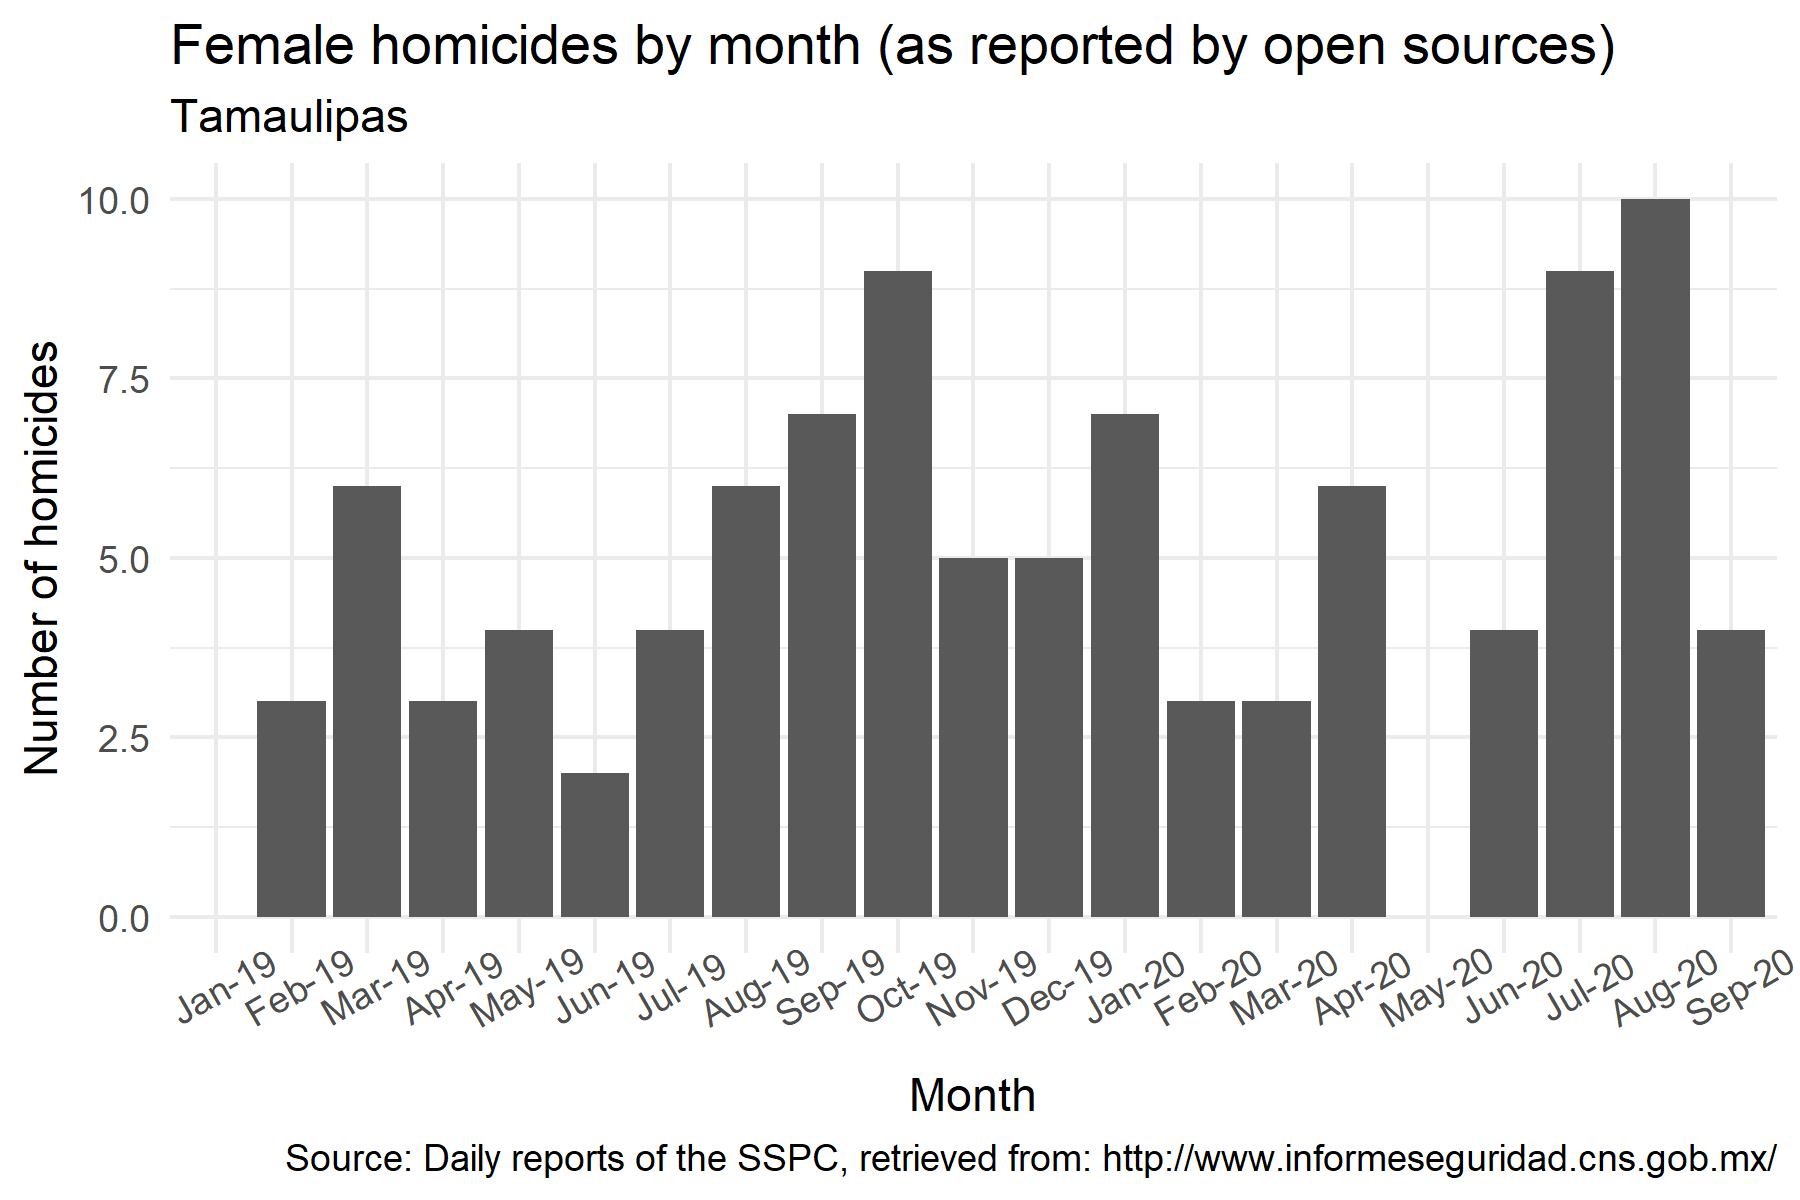 Female homicides by month (as reported by open sources)
Tamaulipas
10.0
7.5
5.0
2.5
0.0
Number of homicides
Jan-19
Feb-19
Mar-19
Apr-19
May-19
Jun-19
Jul-19
Aug-19
Sep-19
Oct-19
Nov-19
Dec-19
Jan-20
Feb-20
Mar-20
Apr-20
May-20
Jun-20
Jul-20
Aug-20
Sep-20
Month
Source: Daily reports of the SSPC, retrieved from: http://www.informeseguridad.cns.gob.mx/